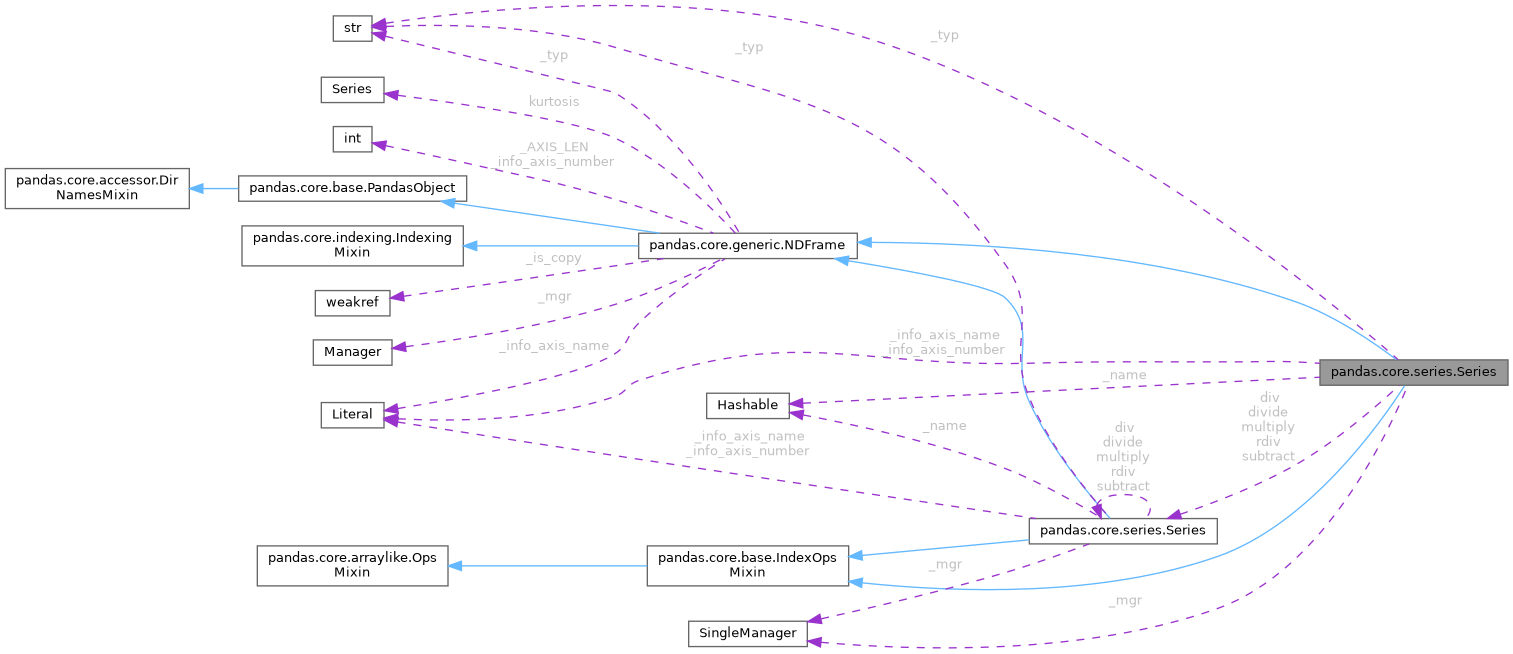 _typ
str
_typ
_typ
Series
kurtosis
int
_AXIS_LEN
_info_axis_number
pandas.core.accessor.Dir
NamesMixin
pandas.core.base.PandasObject
pandas.core.indexing.Indexing
Mixin
pandas.core.generic.NDFrame
_is_copy
weakref
_mgr
Manager
_info_axis_name
_info_axis_name
_info_axis_number
pandas.core.series.Series
_name
Literal
Hashable
_name
div
divide
multiply
rdiv
subtract
div
divide
multiply
rdiv
subtract
_info_axis_name
_info_axis_number
pandas.core.series.Series
pandas.core.arraylike.Ops
Mixin
pandas.core.base.IndexOps
Mixin
_mgr
_mgr
SingleManager